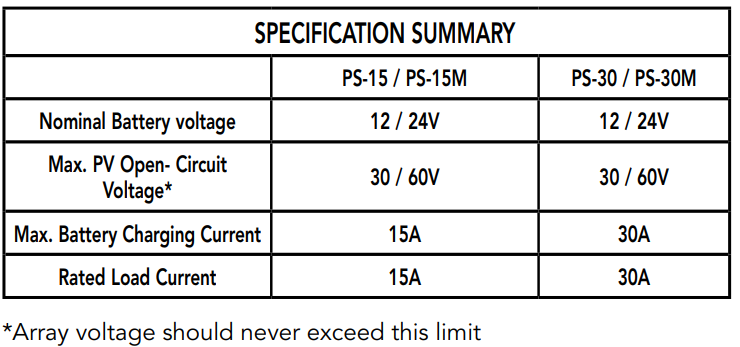 SPECIFICATION SUMMARY
PS-15 / PS-15M PS-30 / PS-30M
Nominal Battery voltage 12 / 24V 12 / 24V
Max. PV Open- Circuit
Voltage* 30 / 60V 30 / 60V
Max. Battery Charging Current 15A 30A
Rated Load Current 15A 30A
*Array voltage should never exceed this limit